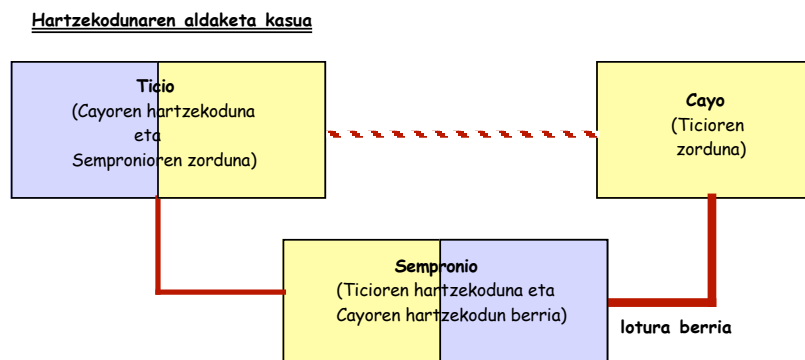 Hartzekodunaren aldaketa kasua
Ticio
(Cayoren hartzekoduna
eta
Sempronioren zorduna)
Cayo
(Ticioren
zorduna)
Sempronio
(Ticioren hartzekoduna eta
Cayoren hartzekodun berria)
lotura berria